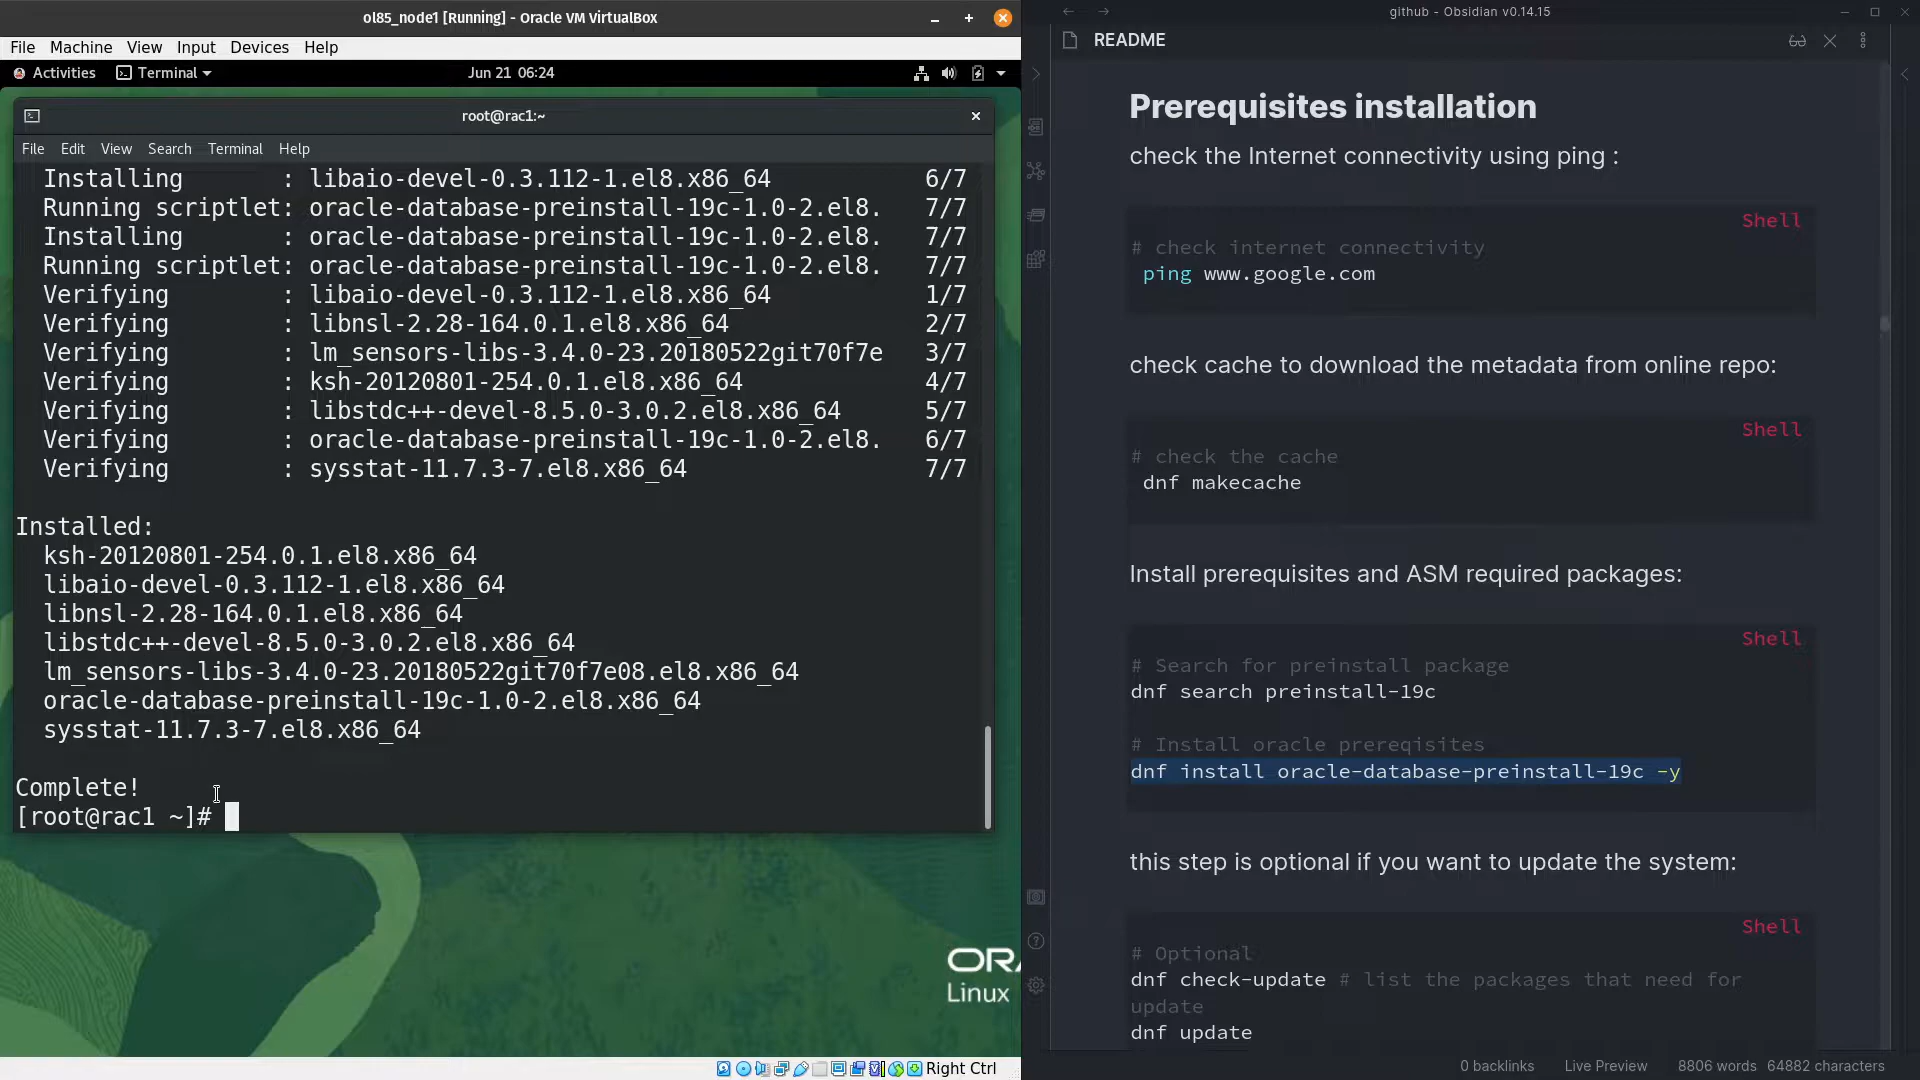 ol85_node1 [Running] - Oracle VM VirtualBox
File Machine View Input Devices Help
Activities Terminal Jun 21 06:24
root@rac1:~
File Edit View Search Terminal Help
Installing : libaio-devel-0.3.112-1.el8.x86_64 6/7
Running scriptlet: oracle-database-preinstall-19c-1.0-2.el8. 7/7
Installing : oracle-database-preinstall-19c-1.0-2.el8. 7/7
Running scriptlet: oracle-database-preinstall-19c-1.0-2.el8. 7/7
Verifying : libaio-devel-0.3.112-1.el8.x86_64 1/7
Verifying : libnsl-2.28-164.0.1.el8.x86_64 2/7
Verifying : lm_sensors-libs-3.4.0-23.20180522git70f7e 3/7
Verifying : ksh-20120801-254.0.1.el8.x86_64 4/7
Verifying : libstdc++-devel-8.5.0-3.0.2.el8.x86_64 5/7
Verifying : oracle-database-preinstall-19c-1.0-2.el8. 6/7
Verifying : sysstat-11.7.3-7.el8.x86_64 7/7
Installed:
ksh-20120801-254.0.1.el8.x86_64
libaio-devel-0.3.112-1.el8.x86_64
libnsl-2.28-164.0.1.el8.x86_64
libstdc++-devel-8.5.0-3.0.2.el8.x86_64
lm_sensors-libs-3.4.0-23.20180522git70f7e08.el8.x86_64
oracle-database-preinstall-19c-1.0-2.el8.x86_64
sysstat-11.7.3-7.el8.x86_64
Complete!
[root@rac1 ~]#
ORA
Linux
Right Ctrl
github - Obsidian v0.14.15
README
Prerequisites installation
check the Internet connectivity using ping :
Shell
# check internet connectivity
ping www.google.com
check cache to download the metadata from online repo:
Shell
# check the cache
dnf makecache
Install prerequisites and ASM required packages:
Shell
# Search for preinstall package
dnf search preinstall-19c
# Install oracle prereqisites
dnf install oracle-database-preinstall-19c -y
this step is optional if you want to update the system:
Shell
# Optional
dnf check-update # list the packages that need for
update
dnf update
0 backlinks Live Preview 8806 words 64882 characters